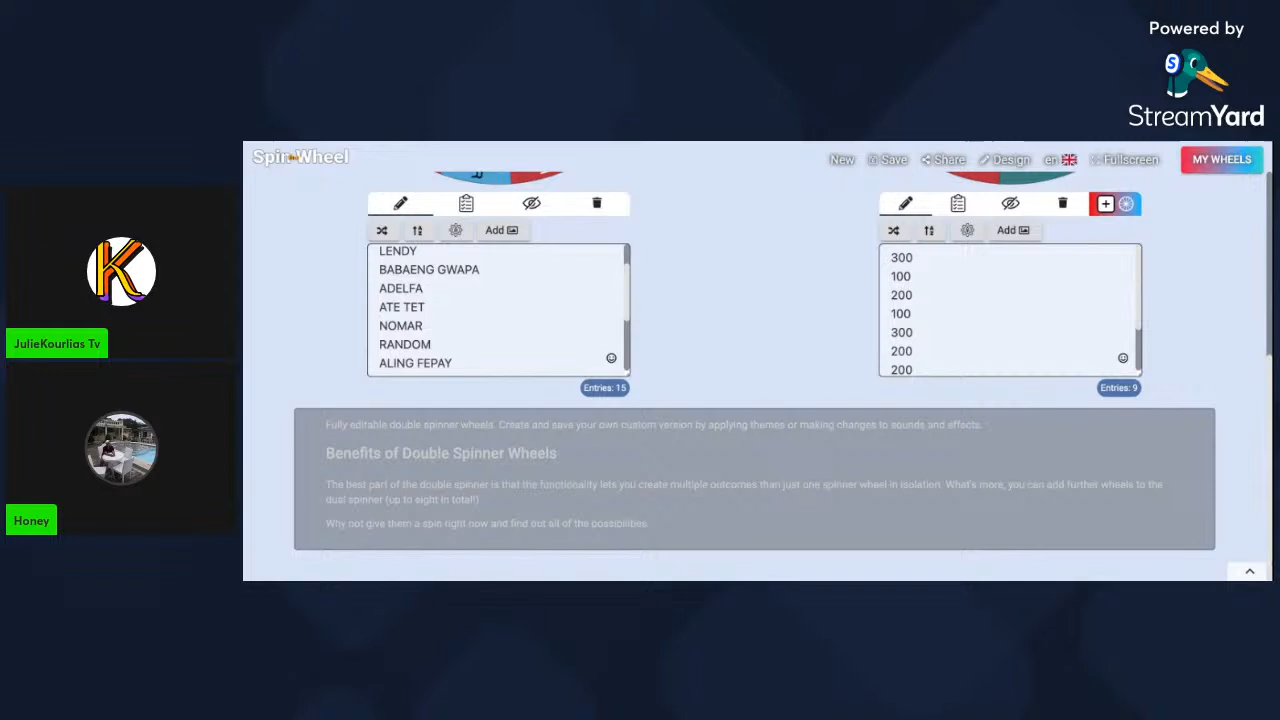 Powered by
StreamYard
JulieKourlias Tv
Honey
Spin Wheel
New Save Share Design en Fullscreen MY WHEELS
Add
LENDY
BABAENG GWAPA
ADELFA
ATE TET
NOMAR
RANDOM
ALING FEPAY
Entries: 15
Add
300
100
200
100
300
200
200
Entries: 9
Fully editable double spinner wheels. Create and save your own custom version by applying themes or making changes to sounds and effects.
Benefits of Double Spinner Wheels
The best part of the double spinner is that the functionality lets you create multiple outcomes than just one spinner wheel in isolation. What's more, you can add further wheels to the
dual spinner (up to eight in total!)
Why not give them a spin right now and find out all of the possibilities.